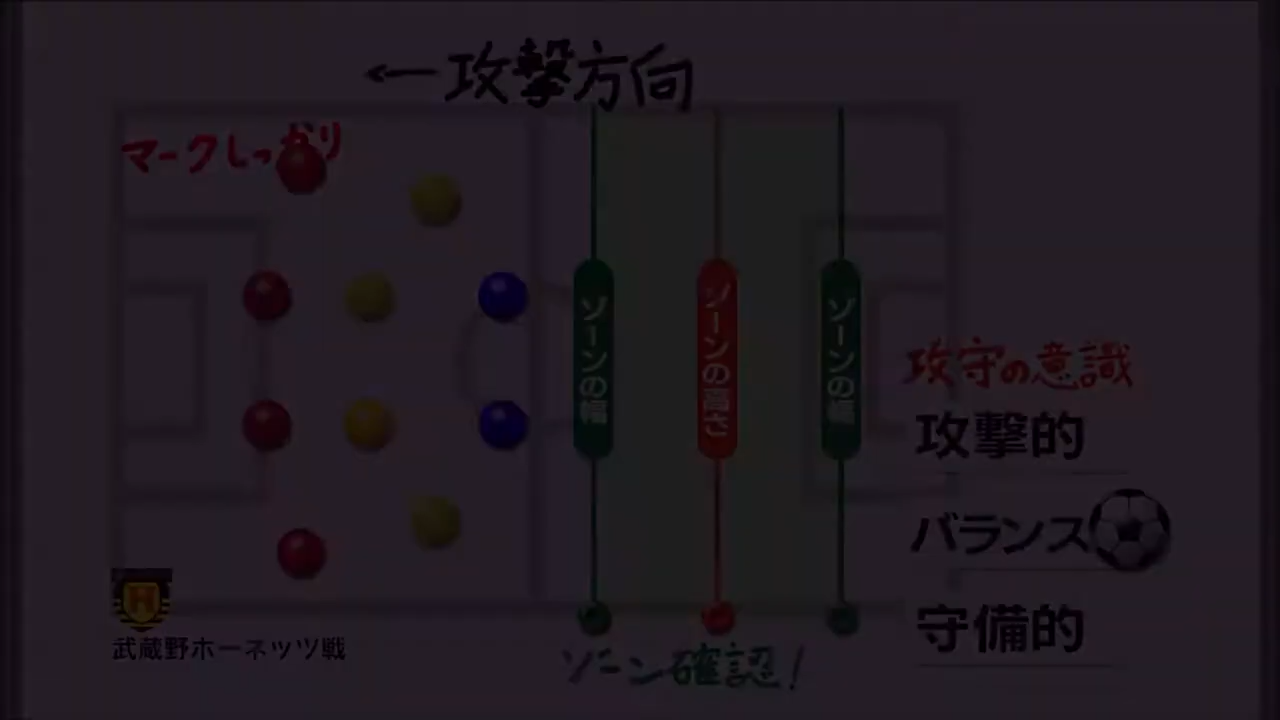 ←攻撃方向
マークしっかり
ゾーンの幅
ゾーンの高さ
ゾーンの幅
攻守の意識
攻撃的
バランス
守備的
H
武蔵野ホーネッツ戦
ゾーン確認!